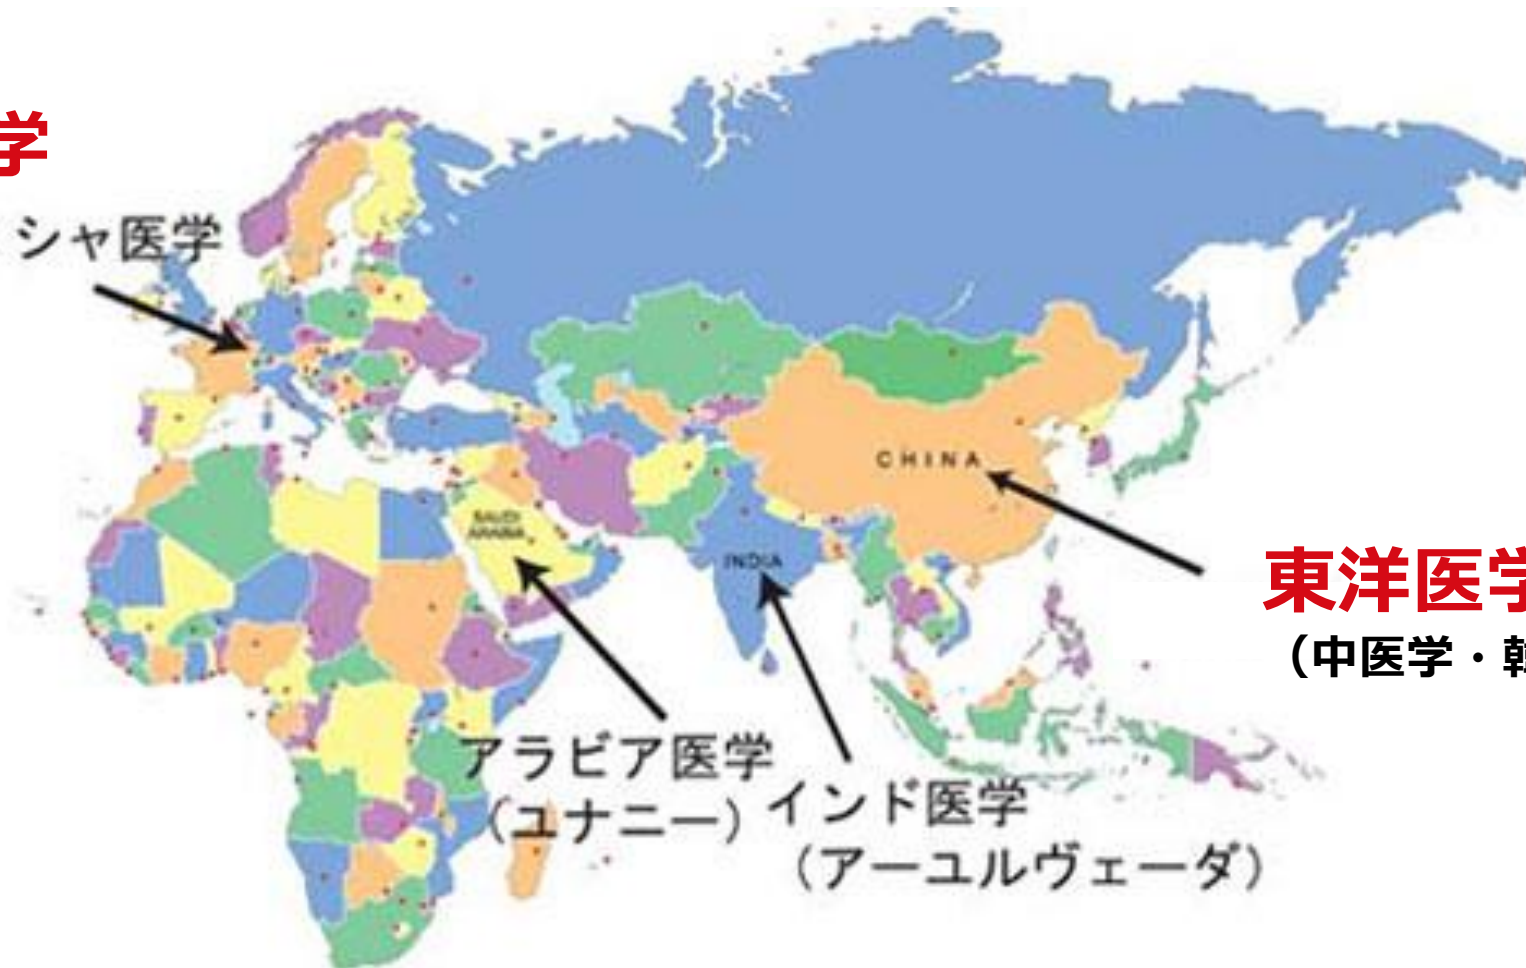 学
シャ医学
CHINA
SAUDI
ARABIA
INDIA
東洋医学
（中医学・韓
アラビア医学
（ユナニー）
インド医学
（アーユルヴェーダ）